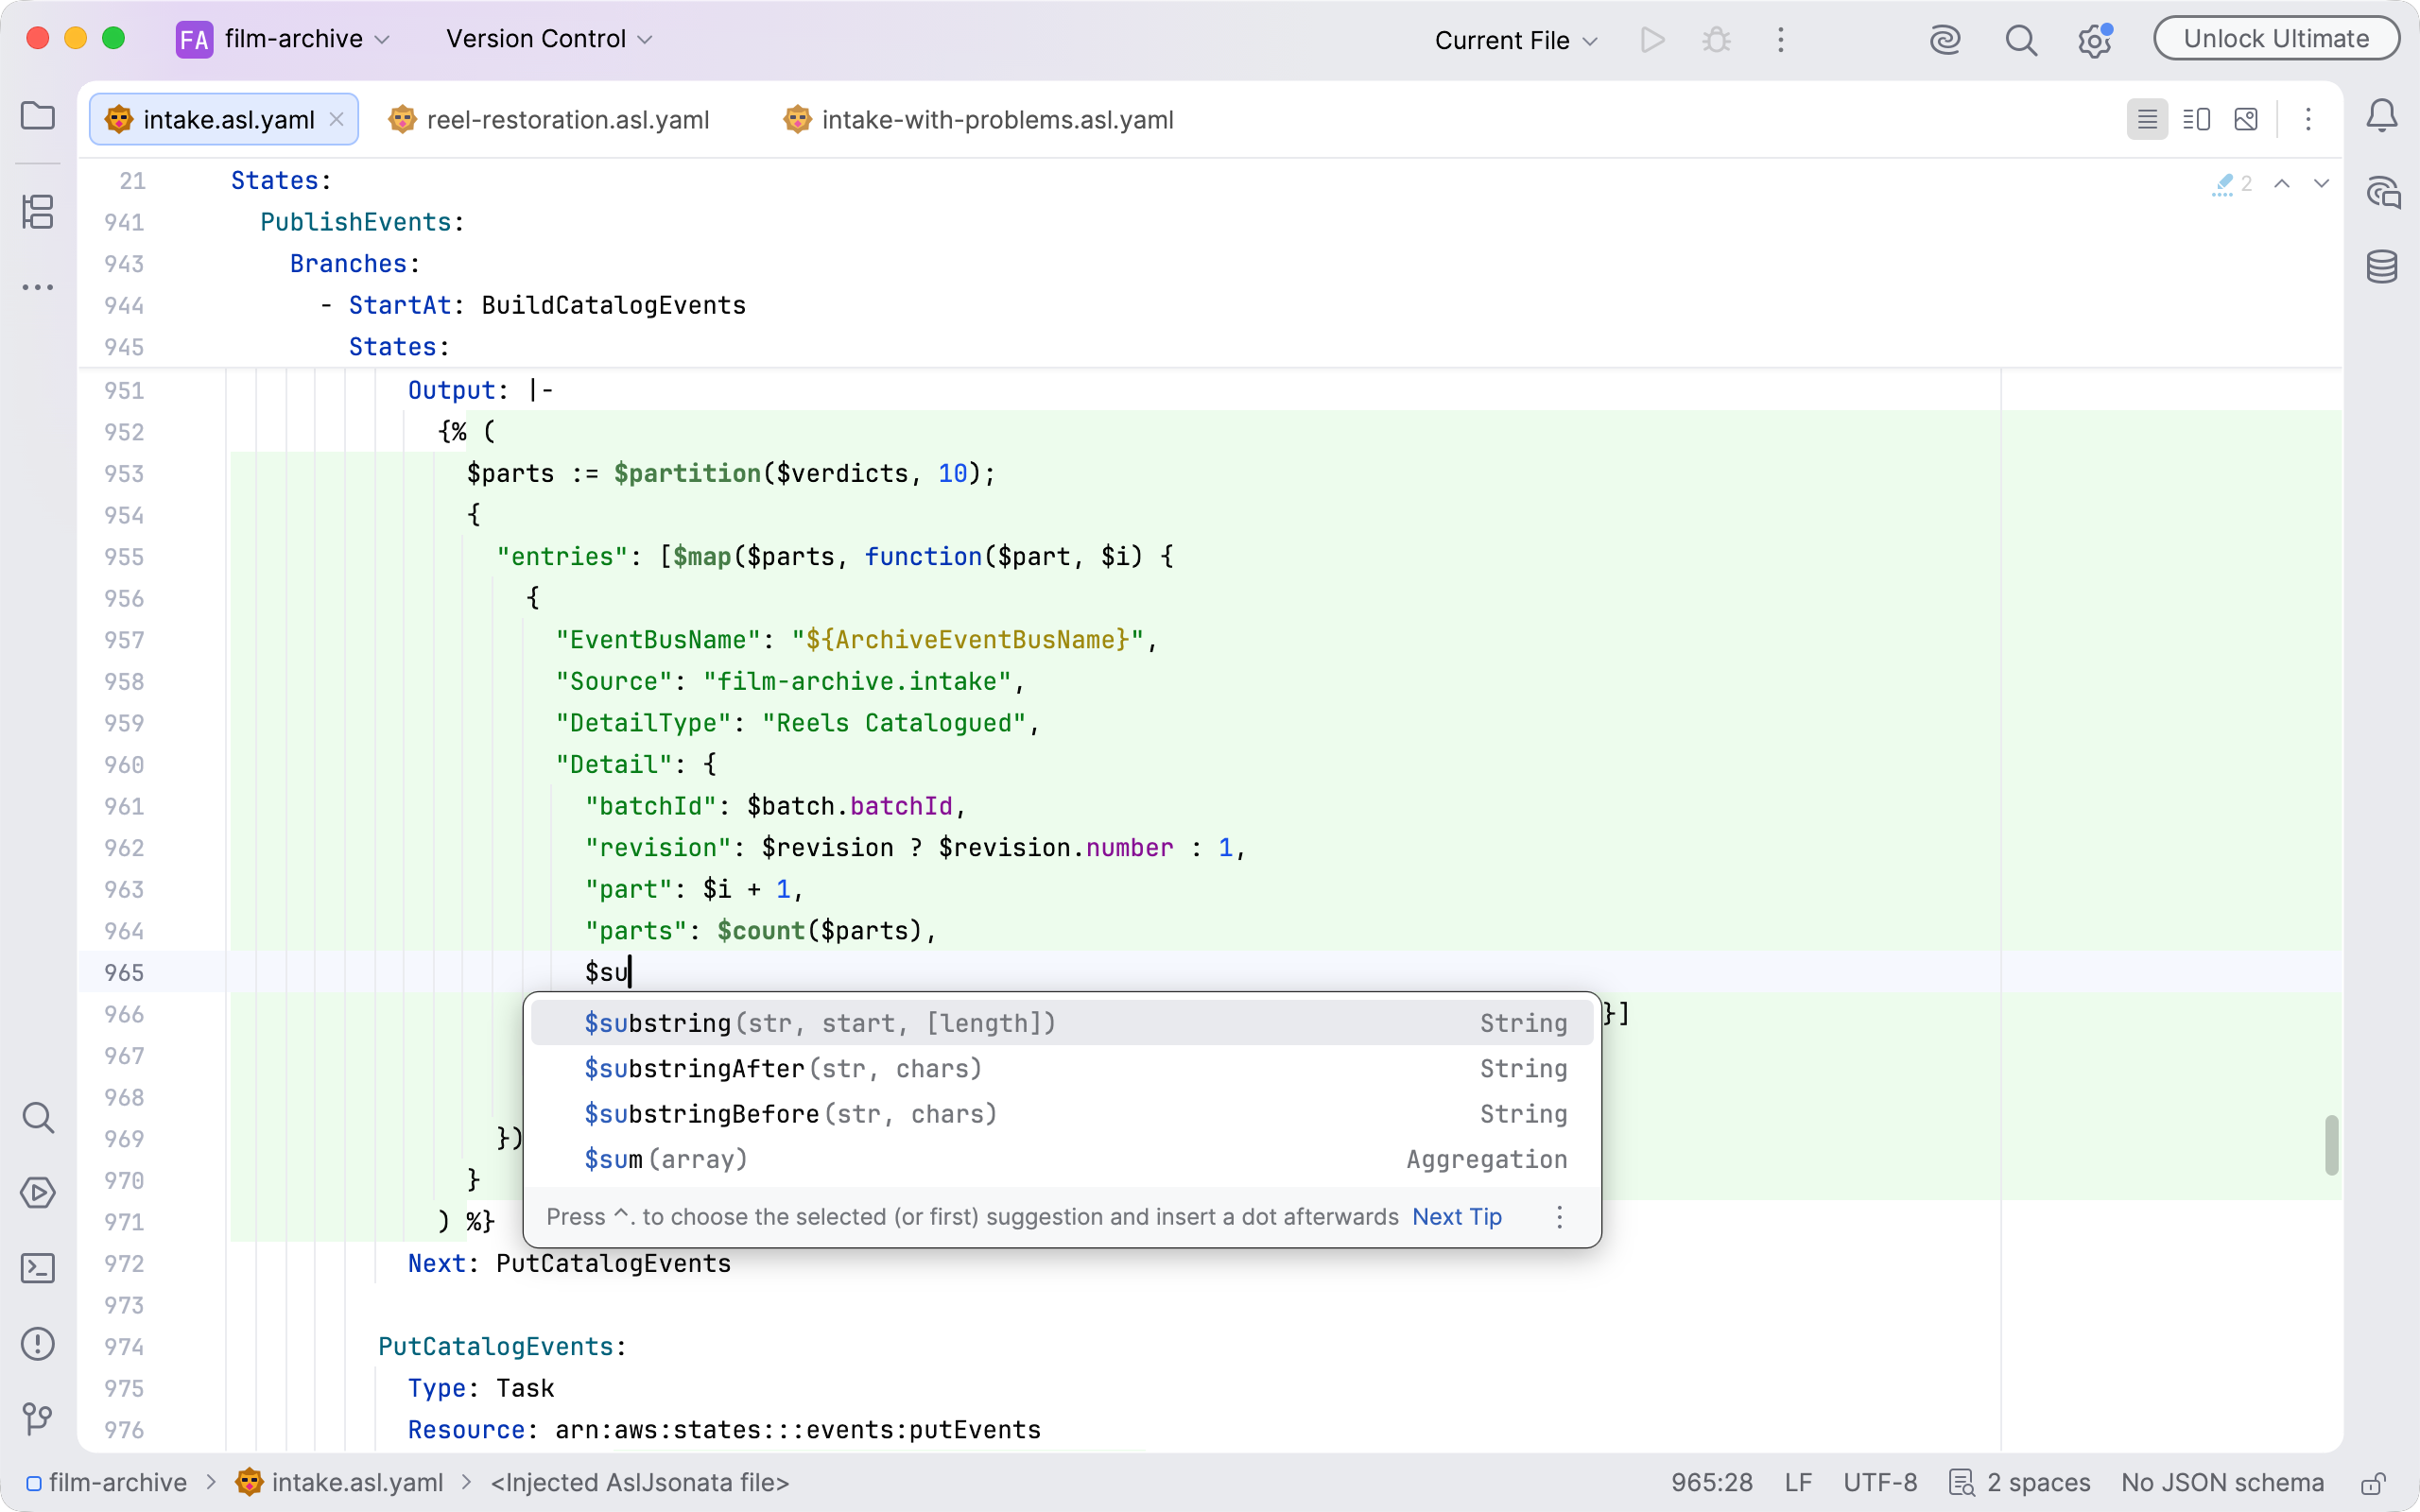 FA film-archive Version Control Current File Unlock Ultimate
intake.asl.yaml reel-restoration.asl.yaml intake-with-problems.asl.yaml
21 States: 2
941 PublishEvents:
943 Branches:
944 - StartAt: BuildCatalogEvents
945 States:
951 Output: |-
952 {% (
953 $parts := $partition($verdicts, 10);
954 {
955 "entries": [$map($parts, function($part, $i) {
956 {
957 "EventBusName": "${ArchiveEventBusName}",
958 "Source": "film-archive.intake",
959 "DetailType": "Reels Catalogued",
960 "Detail": {
961 "batchId": $batch.batchId,
962 "revision": $revision ? $revision.number : 1,
963 "part": $i + 1,
964 "parts": $count($parts),
965 $su
966 }]
$substring(str, start, [length]) String
967
$substringAfter(str, chars) String
968
$substringBefore(str, chars) String
969 })
$sum(array) Aggregation
970 }
Press ^. to choose the selected (or first) suggestion and insert a dot afterwards Next Tip
971 ) %}
972 Next: PutCatalogEvents
973
974 PutCatalogEvents:
975 Type: Task
976 Resource: arn:aws:states:::events:putEvents
film-archive > intake.asl.yaml > <Injected AslJsonata file> 965:28 LF UTF-8 2 spaces No JSON schema